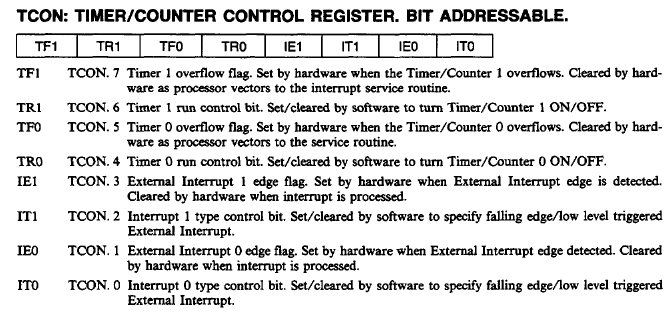 TCON: TIMER/COUNTER CONTROL REGISTER. BIT ADDRESSABLE.
TF1 TR1 TF0 TR0 IE1 IT1 IE0 IT0
TF1 TCON. 7 Timer 1 overflow flag. Set by hardware when the Timer/Counter 1 overflows. Cleared by hard-
ware as processor vectors to the interrupt service routine.
TR1 TCON. 6 Timer 1 run control bit. Set/cleared by software to turn Timer/Counter 1 ON/OFF.
TF0 TCON. 5 Timer 0 overflow flag. Set by hardware when the Timer/Counter 0 overflows. Cleared by hard-
ware as processor vectors to the service routine.
TR0 TCON. 4 Timer 0 run control bit. Set/cleared by software to turn Timer/Counter 0 ON/OFF.
IE1 TCON. 3 External Interrupt 1 edge flag. Set by hardware when External Interrupt edge is detected.
Cleared by hardware when interrupt is processed.
IT1 TCON. 2 Interrupt 1 type control bit. Set/cleared by software to specify falling edge/low level triggered
External Interrupt.
IE0 TCON. 1 External Interrupt 0 edge flag. Set by hardware when External Interrupt edge detected. Cleared
by hardware when interrupt is processed.
IT0 TCON. 0 Interrupt 0 type control bit. Set/cleared by software to specify falling edge/low level triggered
External Interrupt.